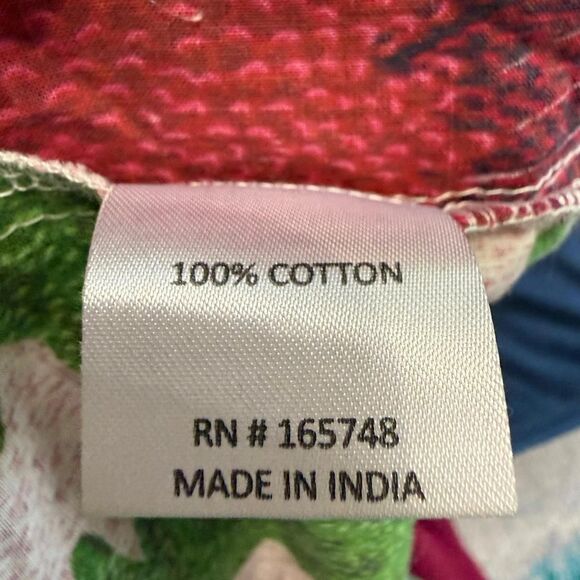 100% COTTON
RN # 165748
MADE IN INDIA